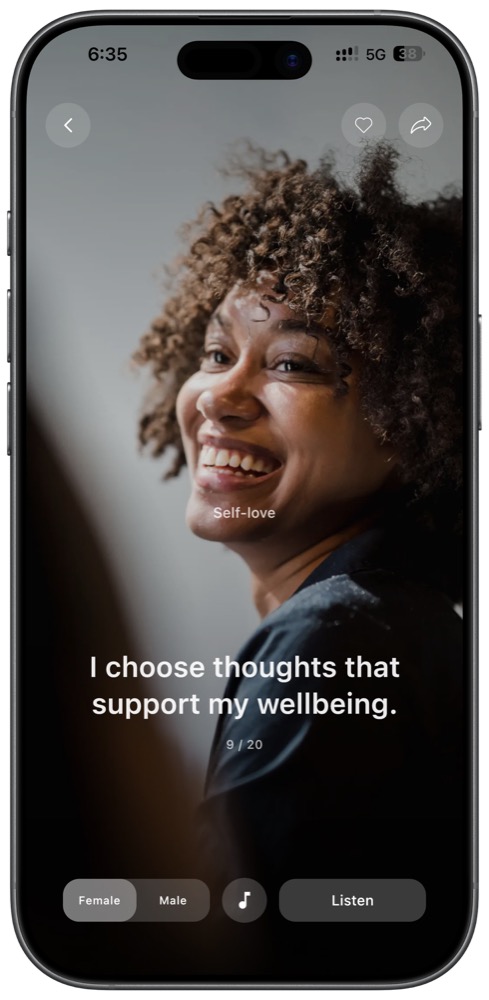 6:35
5G
38
Self-love
I choose thoughts that
support my wellbeing.
9 / 20
Female
Male
Listen